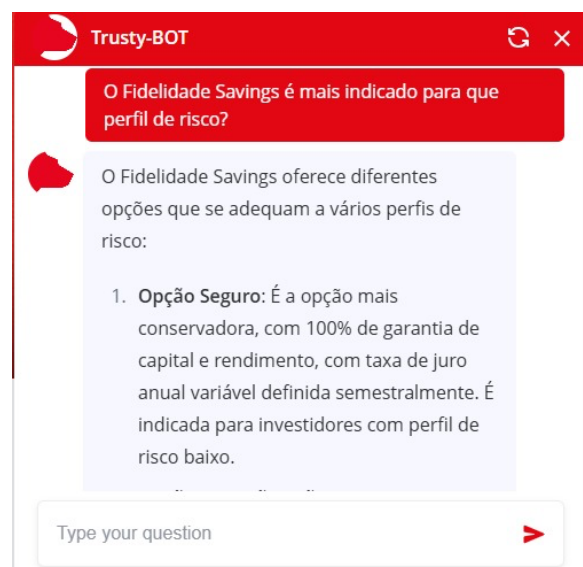 Trusty-BOT
O Fidelidade Savings é mais indicado para que
perfil de risco?
O Fidelidade Savings oferece diferentes
opções que se adequam a vários perfis de
risco:
1. Opção Seguro: É a opção mais
conservadora, com 100% de garantia de
capital e rendimento, com taxa de juro
anual variável definida semestralmente. É
indicada para investidores com perfil de
risco baixo.
Type your question